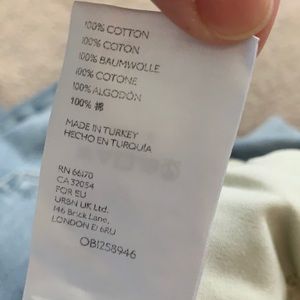 100% COTTON
100% COTON
100% BAUMWOLLE
100% COTONE
100% ALGODÓN
100% 棉
MADE IN TURKEY
HECHO EN TURQUÍA
RN 66170
CA 32054
FOR EU
URBN UK Ltd.
146 Brick Lane,
LONDON E1 6RU
OB1258946